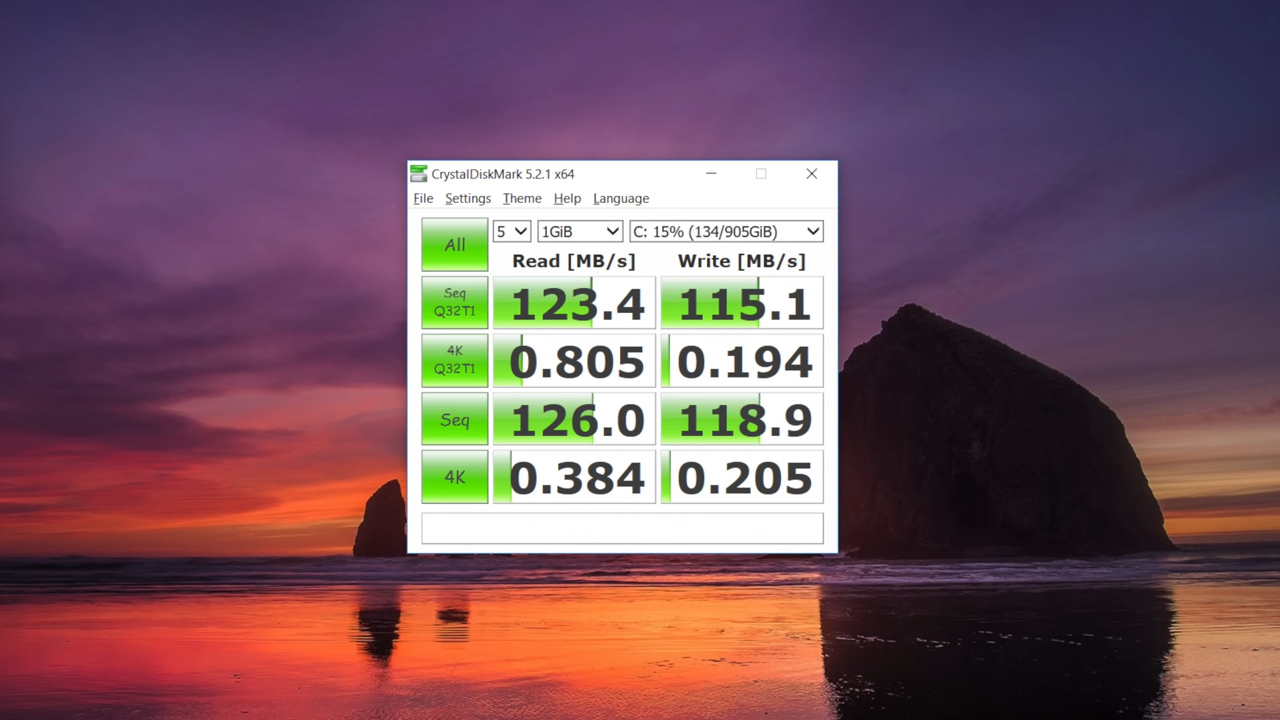 CrystalDiskMark 5.2.1 x64
File Settings Theme Help Language
All 5 1GiB C: 15% (134/905GiB)
Read [MB/s] Write [MB/s]
Seq
Q32T1 123.4 115.1
4K
Q32T1 0.805 0.194
Seq 126.0 118.9
4K 0.384 0.205